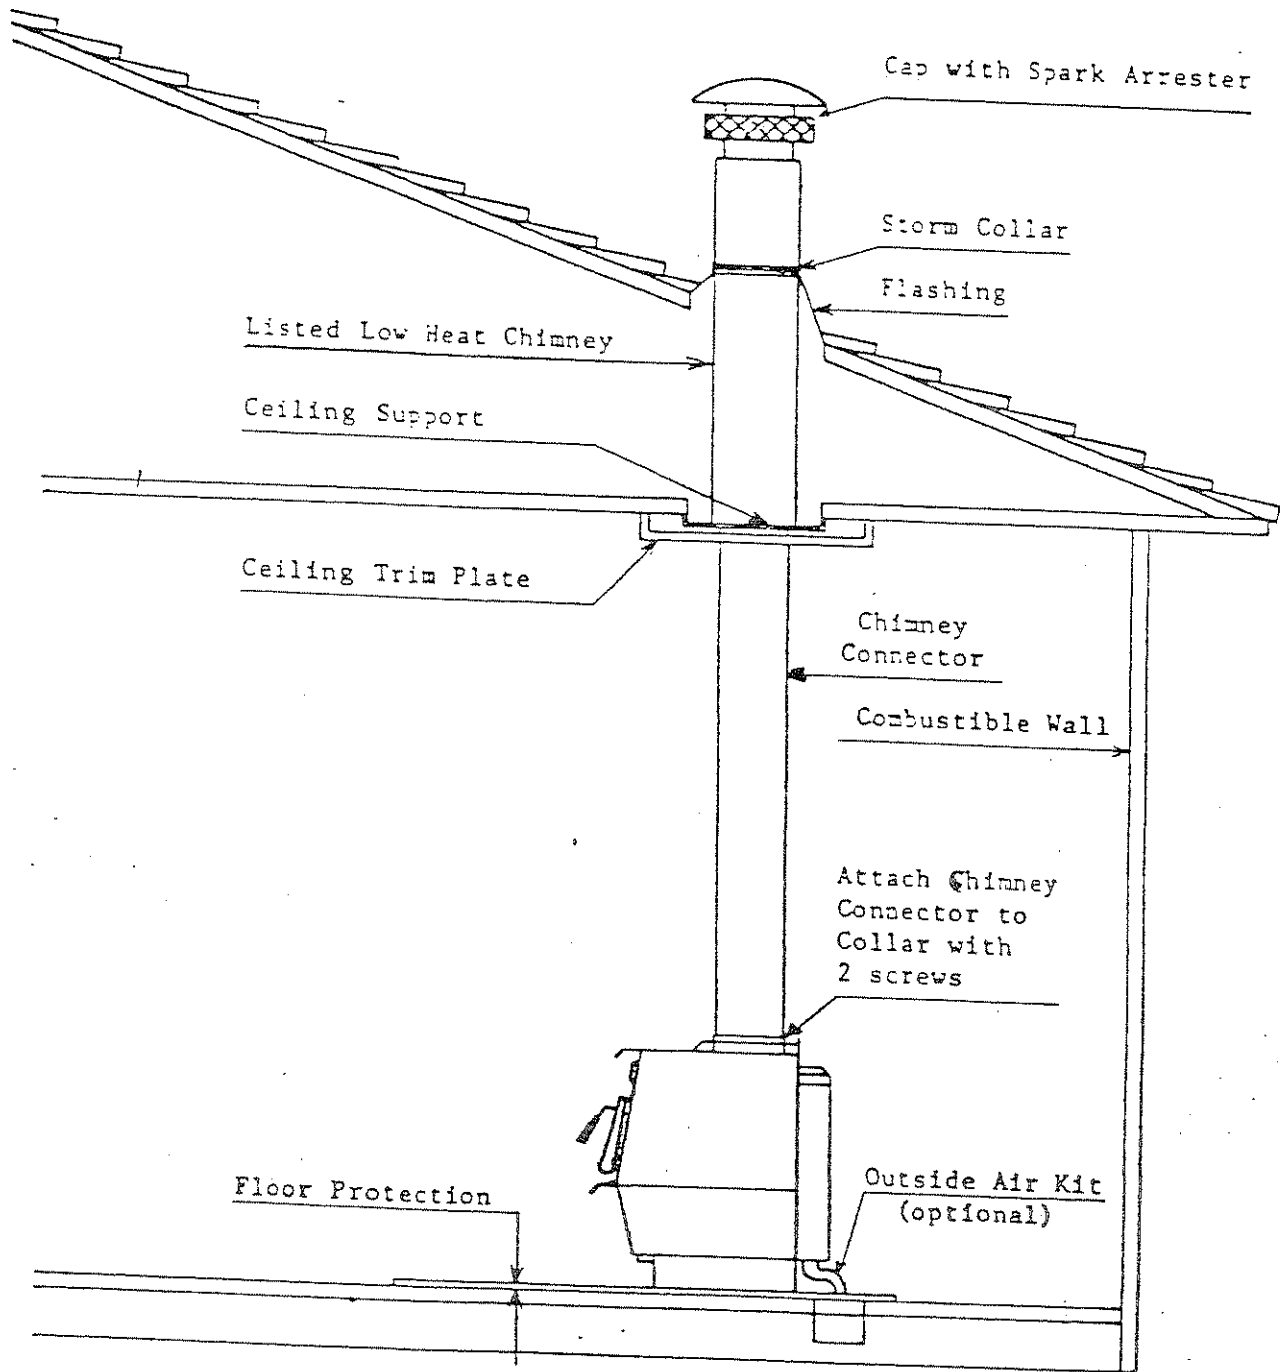 Cap with Spark Arrester
Storm Collar
Flashing
Listed Low Heat Chimney
Ceiling Support
Ceiling Trim Plate
Chimney
Connector
Combustible Wall
Attach Chimney
Connector to
Collar with
2 screws
Floor Protection
Outside Air Kit
(optional)